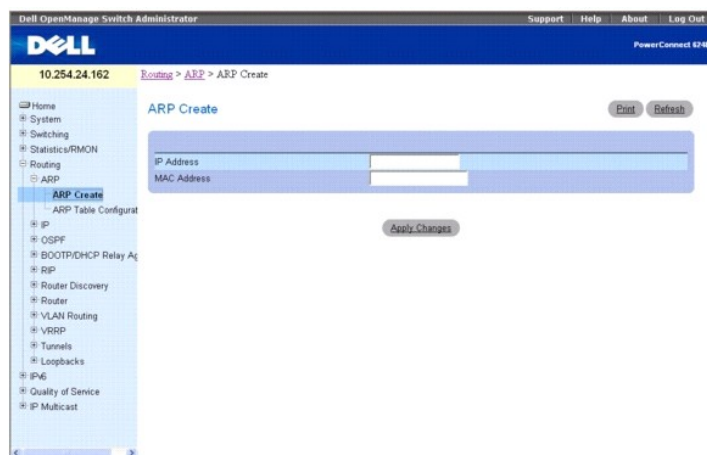 Dell OpenManage Switch Administrator Support Help About Log Out
DELL
PowerConnect 624
10.254.24.162
Routing > ARP > ARP Create
Home
System
Switching
Statistics/RMON
Routing
ARP
ARP Create
ARP Table Configurat
IP
OSPF
BOOTP/DHCP Relay Ag
RIP
Router Discovery
Router
VLAN Routing
VRRP
Tunnels
Loopbacks
IPv6
Quality of Service
IP Multicast
ARP Create
Print Refresh
IP Address
MAC Address
Apply Changes